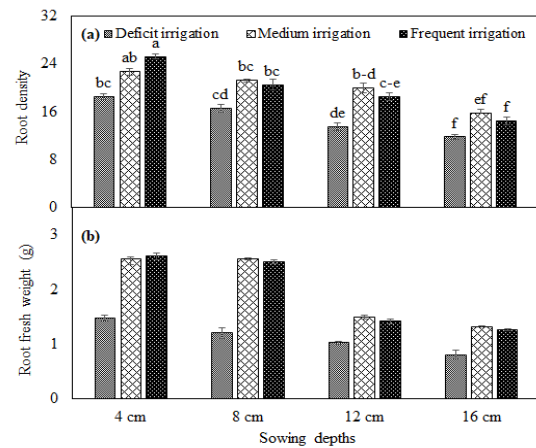 32
(a) Deficit irrigation Medium irrigation Frequent irrigation
a
ab
bc
bc bc
24
b-d
c-e
cd
de
ef
f
f
16
8
0
Root density
(b)
3
2
1
0
Root fresh weight (g)
4 cm 8 cm 12 cm 16 cm
Sowing depths